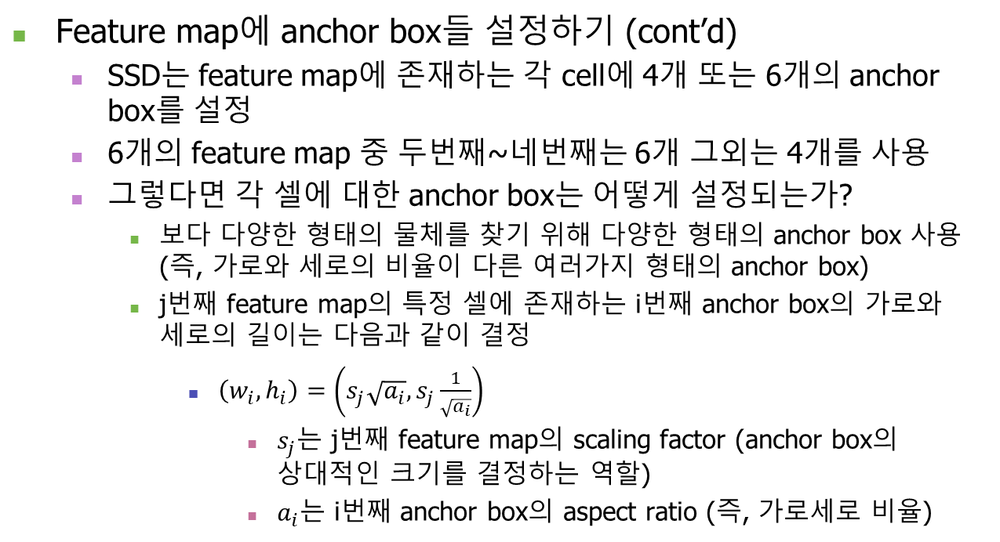 Feature map에 anchor box들 설정하기 (cont’d)
SSD는 feature map에 존재하는 각 cell에 4개 또는 6개의 anchor
box를 설정
6개의 feature map 중 두번째~네번째는 6개 그외는 4개를 사용
그렇다면 각 셀에 대한 anchor box는 어떻게 설정되는가?
보다 다양한 형태의 물체를 찾기 위해 다양한 형태의 anchor box 사용
(즉, 가로와 세로의 비율이 다른 여러가지 형태의 anchor box)
j번째 feature map의 특정 셀에 존재하는 i번째 anchor box의 가로와
세로의 길이는 다음과 같이 결정
$(w_i, h_i) = \left(s_j\sqrt{a_i}, s_j\frac{1}{\sqrt{a_i}}\right)$
$s_j$는 j번째 feature map의 scaling factor (anchor box의
상대적인 크기를 결정하는 역할)
$a_i$는 i번째 anchor box의 aspect ratio (즉, 가로세로 비율)